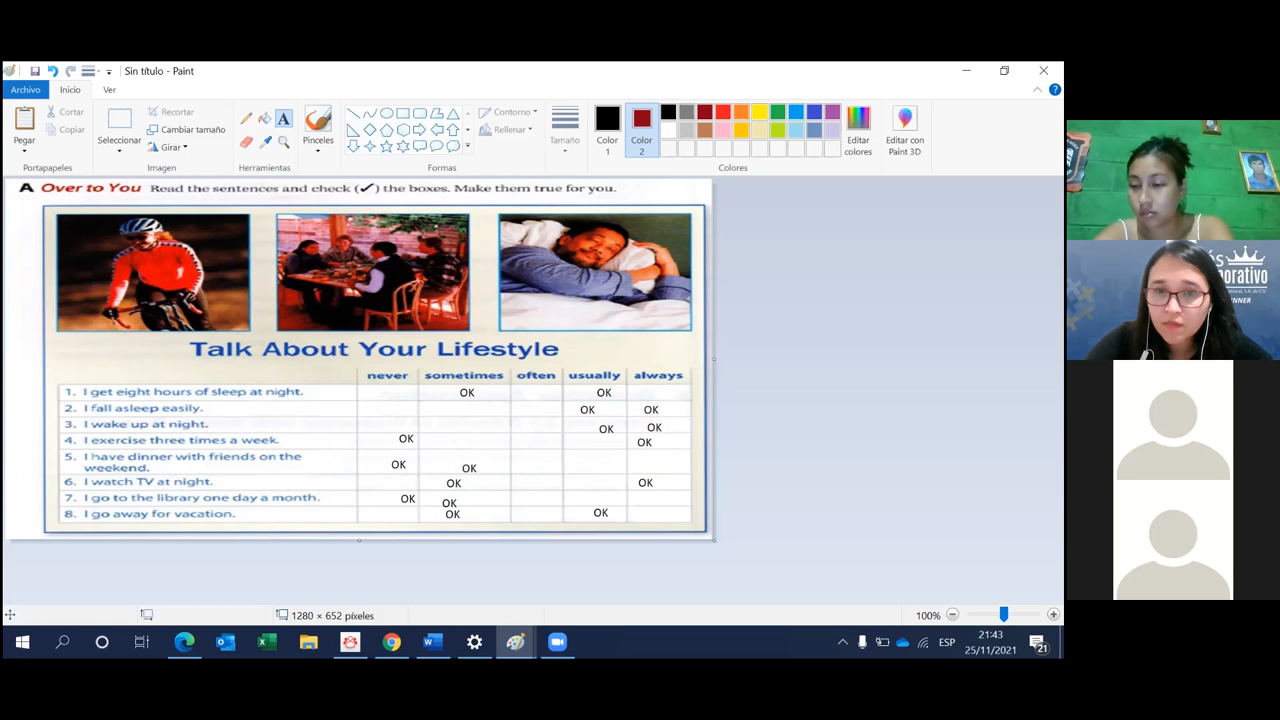 Sin título - Paint
Archivo Inicio Ver
Pegar
Cortar
Copiar
Portapapeles
Seleccionar
Recortar
Cambiar tamaño
Girar
Imagen
A
Herramientas
Pinceles
Contorno
Rellenar
Formas
Tamaño
Color 1
Color 2
Editar colores
Colores
Editar con Paint 3D
A Over to You Read the sentences and check (✓) the boxes. Make them true for you.
Talk About Your Lifestyle
never sometimes often usually always
1. I get eight hours of sleep at night. OK OK
2. I fall asleep easily. OK OK
3. I wake up at night. OK OK
4. I exercise three times a week. OK OK
5. I have dinner with friends on the
weekend. OK OK
6. I watch TV at night. OK OK
7. I go to the library one day a month. OK OK
8. I go away for vacation. OK OK
1280 × 652 píxeles
100%
ESP
21:43
25/11/2021
21